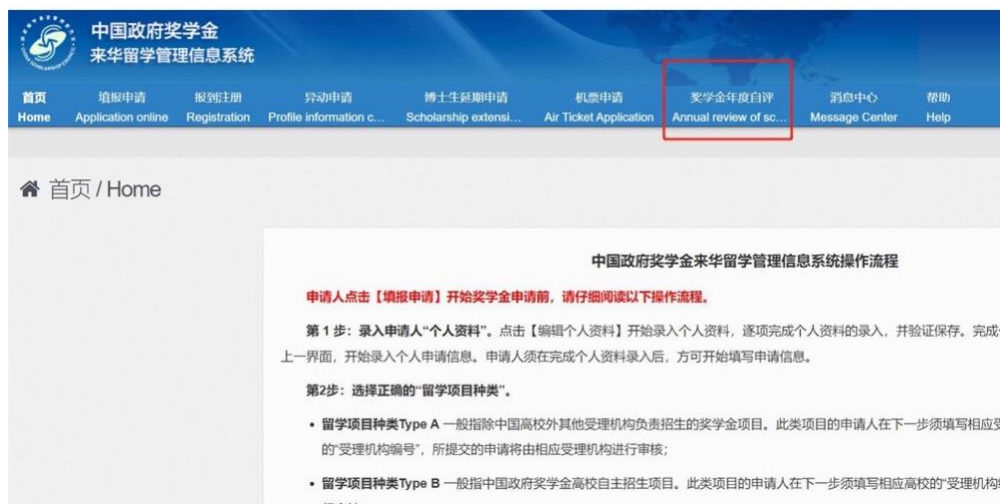 中国政府奖学金
来华留学管理信息系统
首页 填报申请 报到注册 异动申请 博士生延期申请 机票申请 奖学金年度自评 消息中心 帮助
Home Application online Registration Profile information c... Scholarship extensi... Air Ticket Application Annual review of sc... Message Center Help
首页 / Home
中国政府奖学金来华留学管理信息系统操作流程
申请人点击【填报申请】开始奖学金申请前，请仔细阅读以下操作流程。
第 1 步：录入申请人“个人资料”。点击【编辑个人资料】开始录入个人资料，逐项完成个人资料的录入，并验证保存。完成
上一界面，开始录入个人申请信息。申请人须在完成个人资料录入后，方可开始填写申请信息。
第2步：选择正确的“留学项目种类”。
• 留学项目种类Type A 一般指除中国高校外其他受理机构负责招生的奖学金项目。此类项目的申请人在下一步须填写相应受
的“受理机构编号”，所提交的申请将由相应受理机构进行审核；
• 留学项目种类Type B 一般指中国政府奖学金高校自主招生项目。此类项目的申请人在下一步须填写相应高校的“受理机构